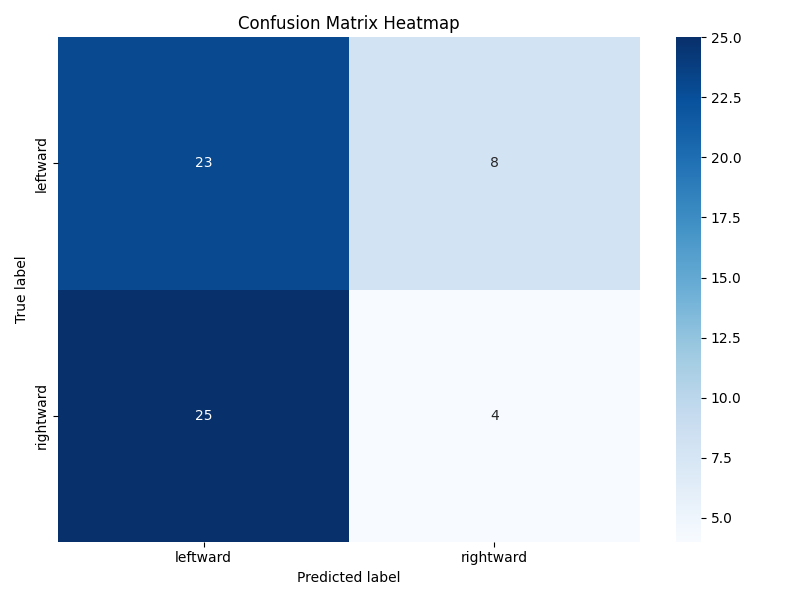 Confusion Matrix Heatmap
True label
leftward
rightward
23
8
25
4
leftward
rightward
Predicted label
25.0
22.5
20.0
17.5
15.0
12.5
10.0
7.5
5.0